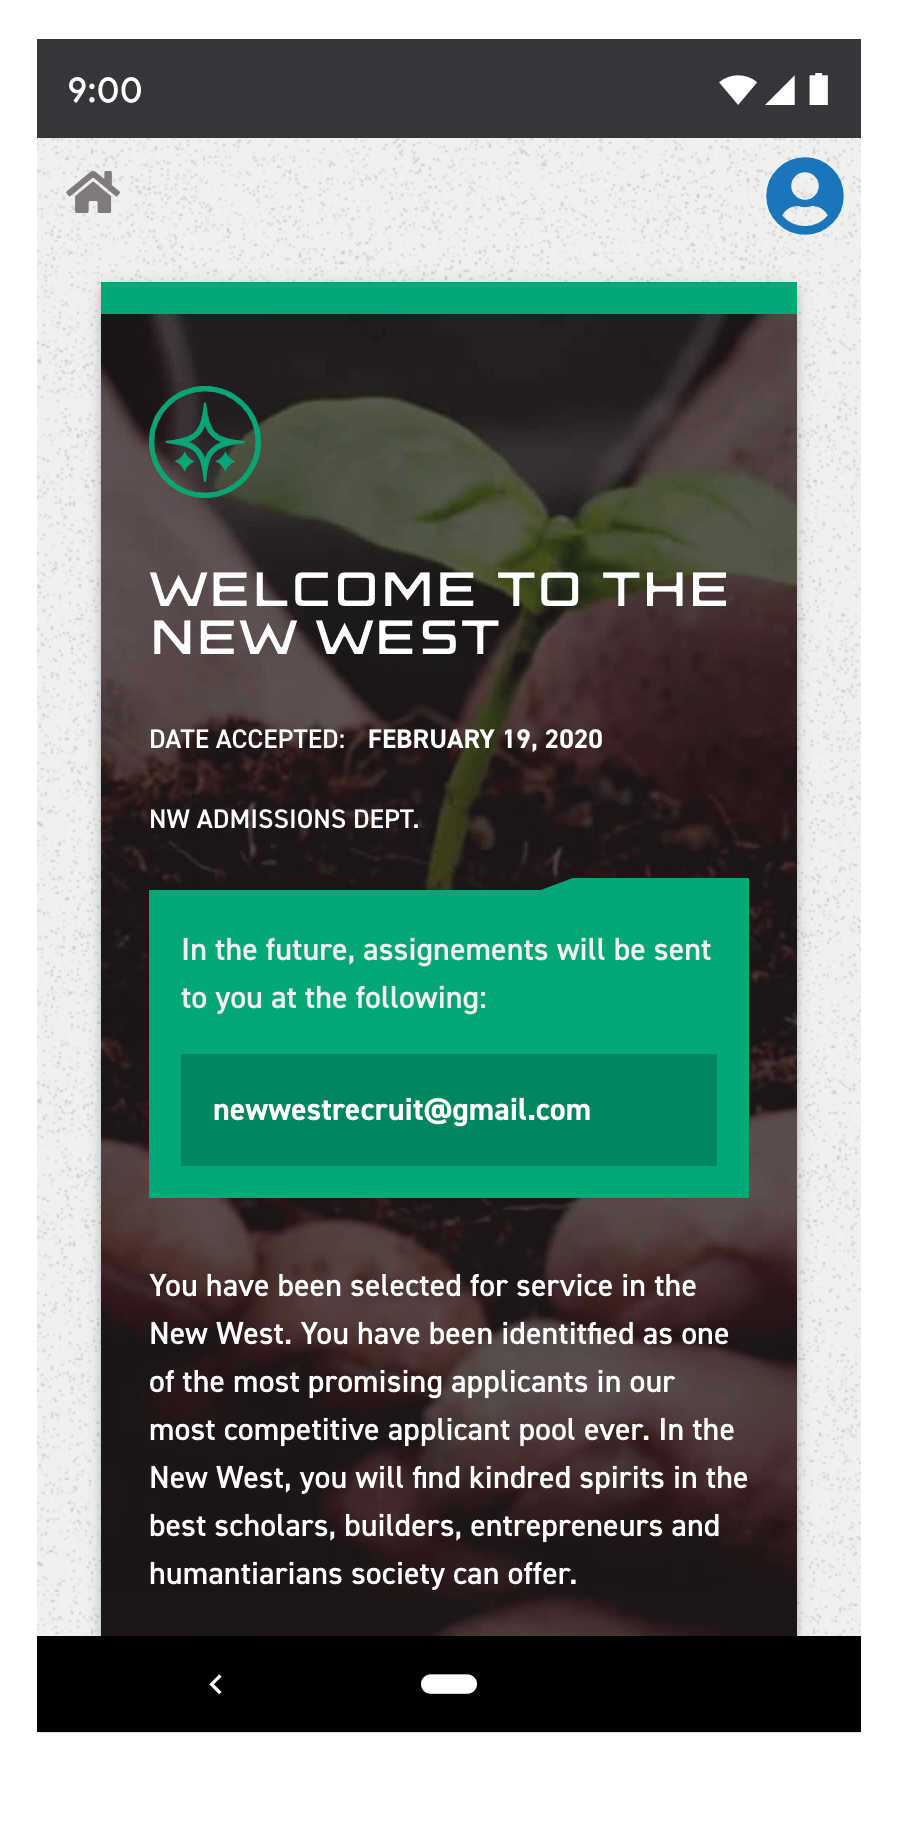 9:00
WELCOME TO THE
NEW WEST
DATE ACCEPTED: FEBRUARY 19, 2020
NW ADMISSIONS DEPT.
In the future, assignements will be sent
to you at the following:
newwestrecruit@gmail.com
You have been selected for service in the
New West. You have been identitfied as one
of the most promising applicants in our
most competitive applicant pool ever. In the
New West, you will find kindred spirits in the
best scholars, builders, entrepreneurs and
humantiarians society can offer.